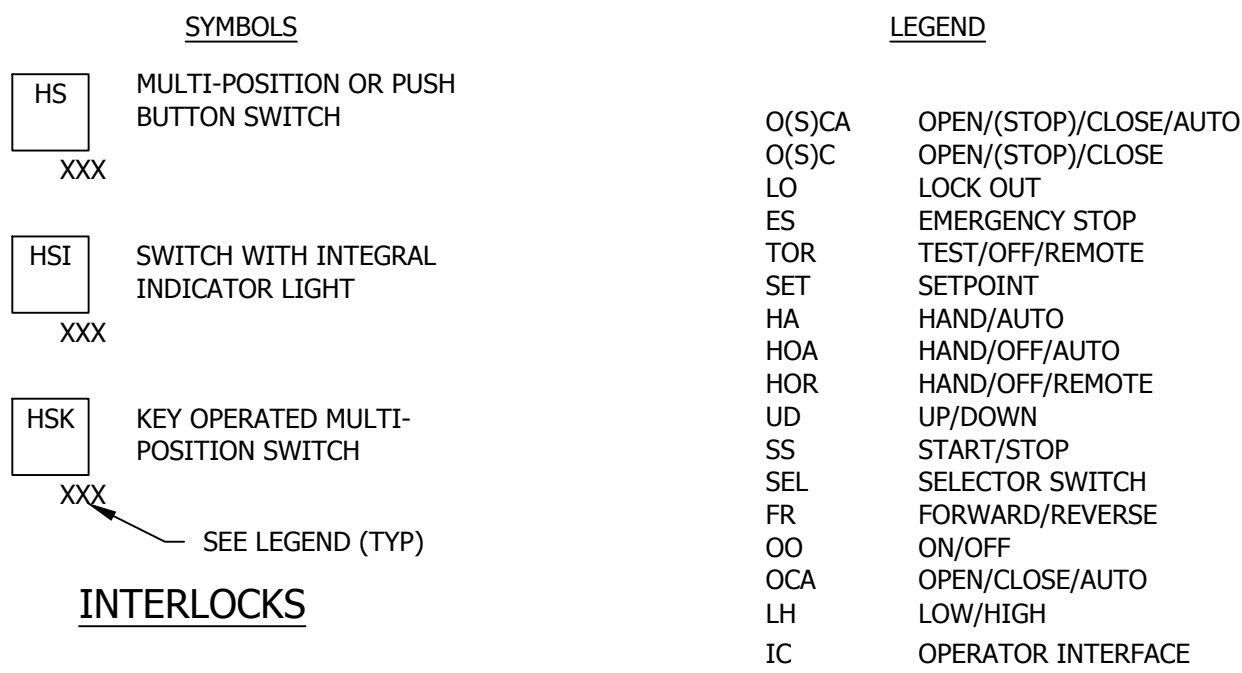 SYMBOLS
HS
MULTI-POSITION OR PUSH
BUTTON SWITCH
XXX
HSI
SWITCH WITH INTEGRAL
INDICATOR LIGHT
XXX
HSK
KEY OPERATED MULTI-
POSITION SWITCH
XXX
SEE LEGEND (TYP)
INTERLOCKS
LEGEND
O(S)CA OPEN/(STOP)/CLOSE/AUTO
O(S)C OPEN/(STOP)/CLOSE
LO LOCK OUT
ES EMERGENCY STOP
TOR TEST/OFF/REMOTE
SET SETPOINT
HA HAND/AUTO
HOA HAND/OFF/AUTO
HOR HAND/OFF/REMOTE
UD UP/DOWN
SS START/STOP
SEL SELECTOR SWITCH
FR FORWARD/REVERSE
OO ON/OFF
OCA OPEN/CLOSE/AUTO
LH LOW/HIGH
IC OPERATOR INTERFACE